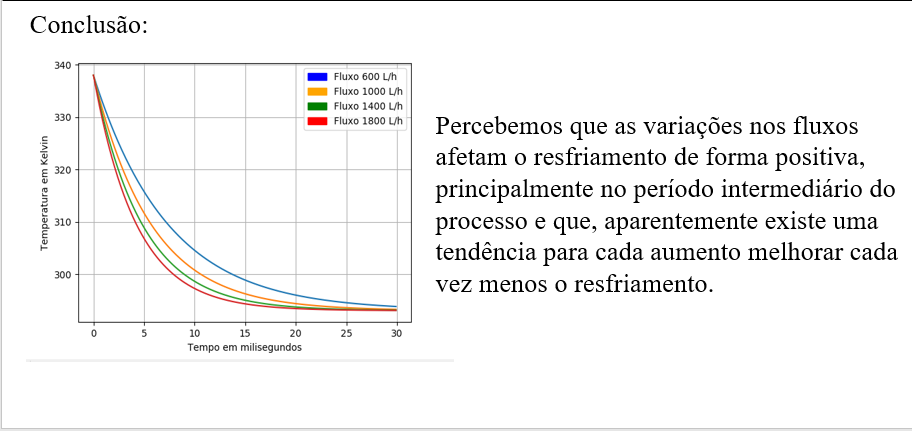 Conclusão:
340
330
320
310
300
Temperatura em Kelvin
Fluxo 600 L/h
Fluxo 1000 L/h
Fluxo 1400 L/h
Fluxo 1800 L/h
0 5 10 15 20 25 30
Tempo em milisegundos
Percebemos que as variações nos fluxos
afetam o resfriamento de forma positiva,
principalmente no período intermediário do
processo e que, aparentemente existe uma
tendência para cada aumento melhorar cada
vez menos o resfriamento.